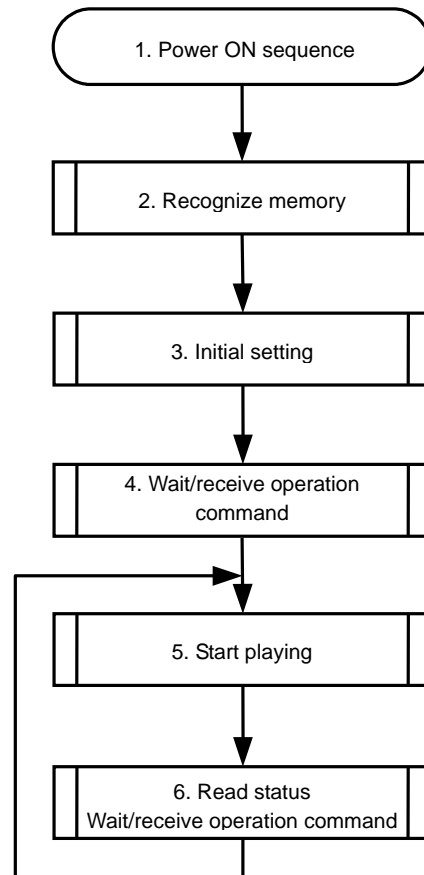 1. Power ON sequence
2. Recognize memory
3. Initial setting
4. Wait/receive operation
command
5. Start playing
6. Read status
Wait/receive operation command